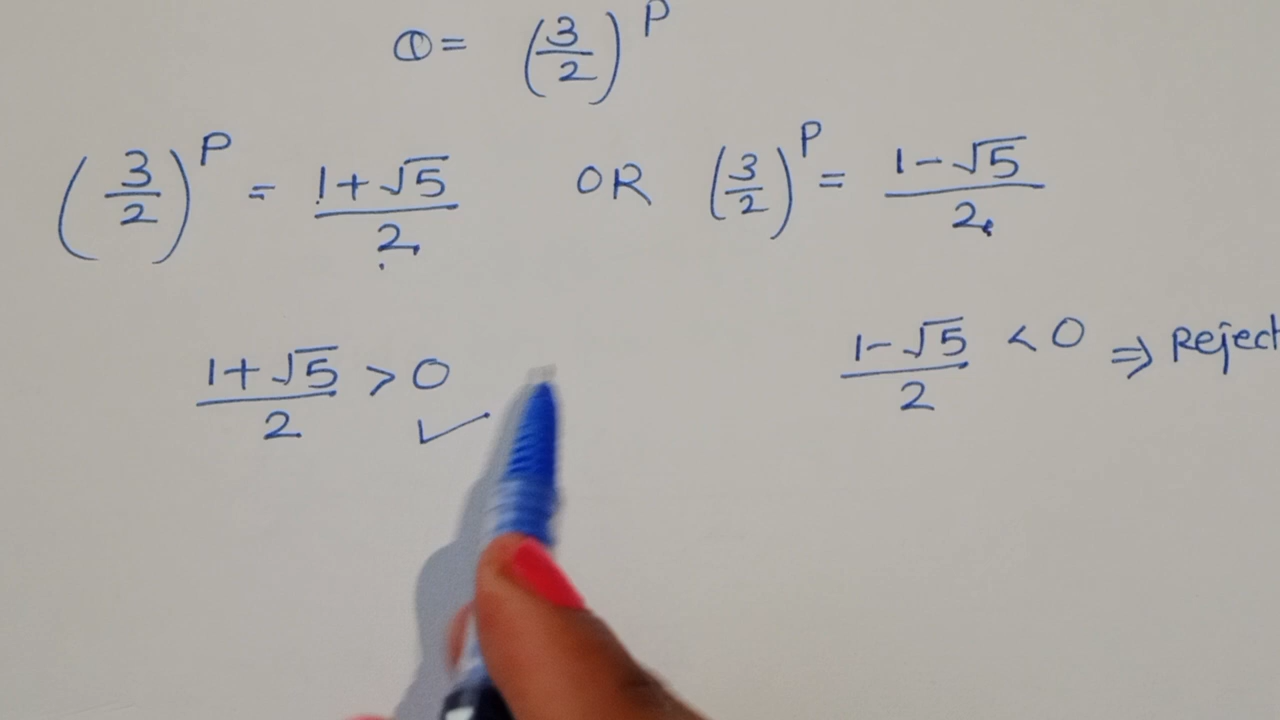 a = (3/2)^P
(3/2)^P = (1+√5)/2 OR (3/2)^P = (1-√5)/2
(1+√5)/2 > 0 ✓ (1-√5)/2 < 0 ⇒ Reject